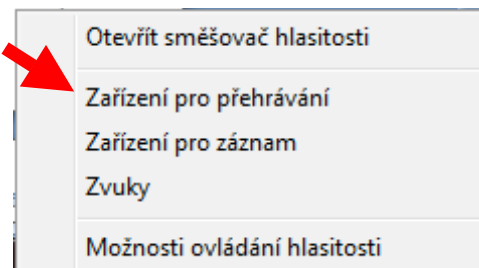 Otevřít směšovač hlasitosti
Zařízení pro přehrávání
Zařízení pro záznam
Zvuky
Možnosti ovládání hlasitosti